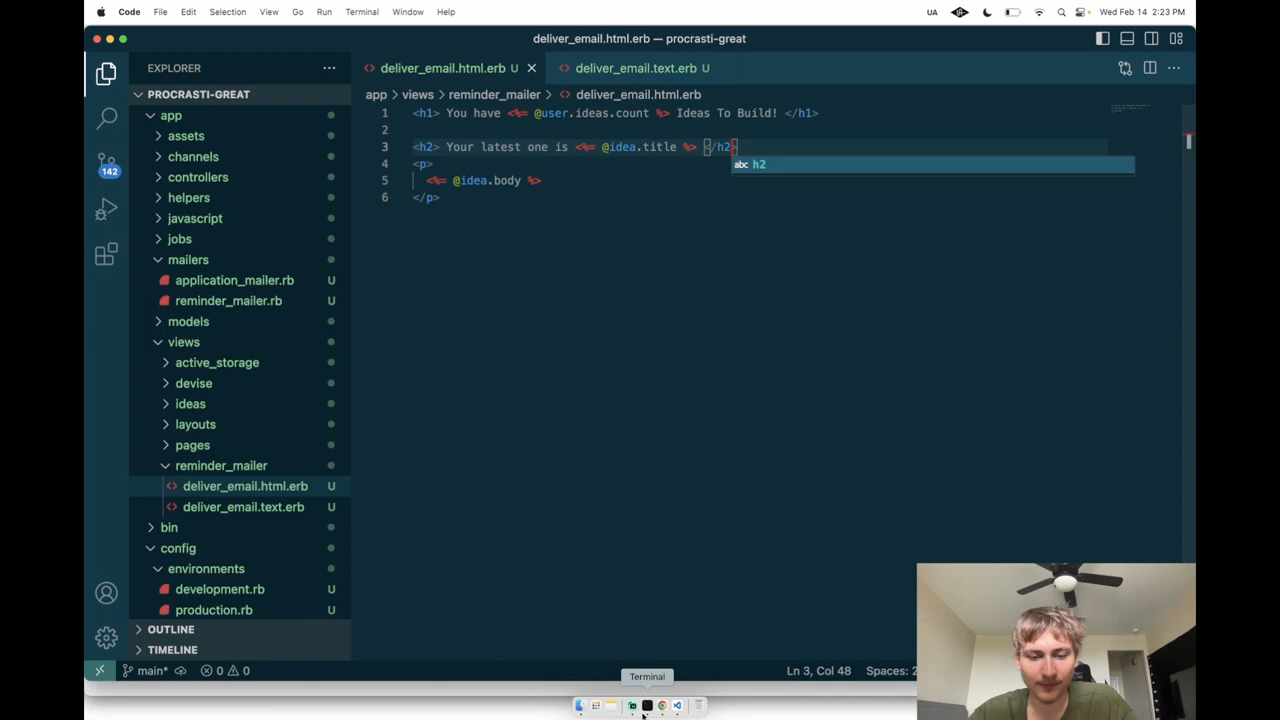 Code File Edit Selection View Go Run Terminal Window Help UA Wed Feb 14 2:23 PM
deliver_email.html.erb — procrasti-great
EXPLORER
deliver_email.html.erb U
deliver_email.text.erb U
PROCRASTI-GREAT
app > views > reminder_mailer > deliver_email.html.erb
app
assets
channels
controllers
helpers
javascript
jobs
mailers
application_mailer.rb U
reminder_mailer.rb U
models
views
active_storage
devise
ideas
layouts
pages
reminder_mailer
deliver_email.html.erb U
deliver_email.text.erb U
bin
config
environments
development.rb U
production.rb U
OUTLINE
TIMELINE
142
1 <h1> You have <%= @user.ideas.count %> Ideas To Build! </h1>
2
3 <h2> Your latest one is <%= @idea.title %> </h2>
abc h2
4 <p>
5 <%= @idea.body %>
6 </p>
main* 0 0 Ln 3, Col 48 Spaces: 2
Terminal